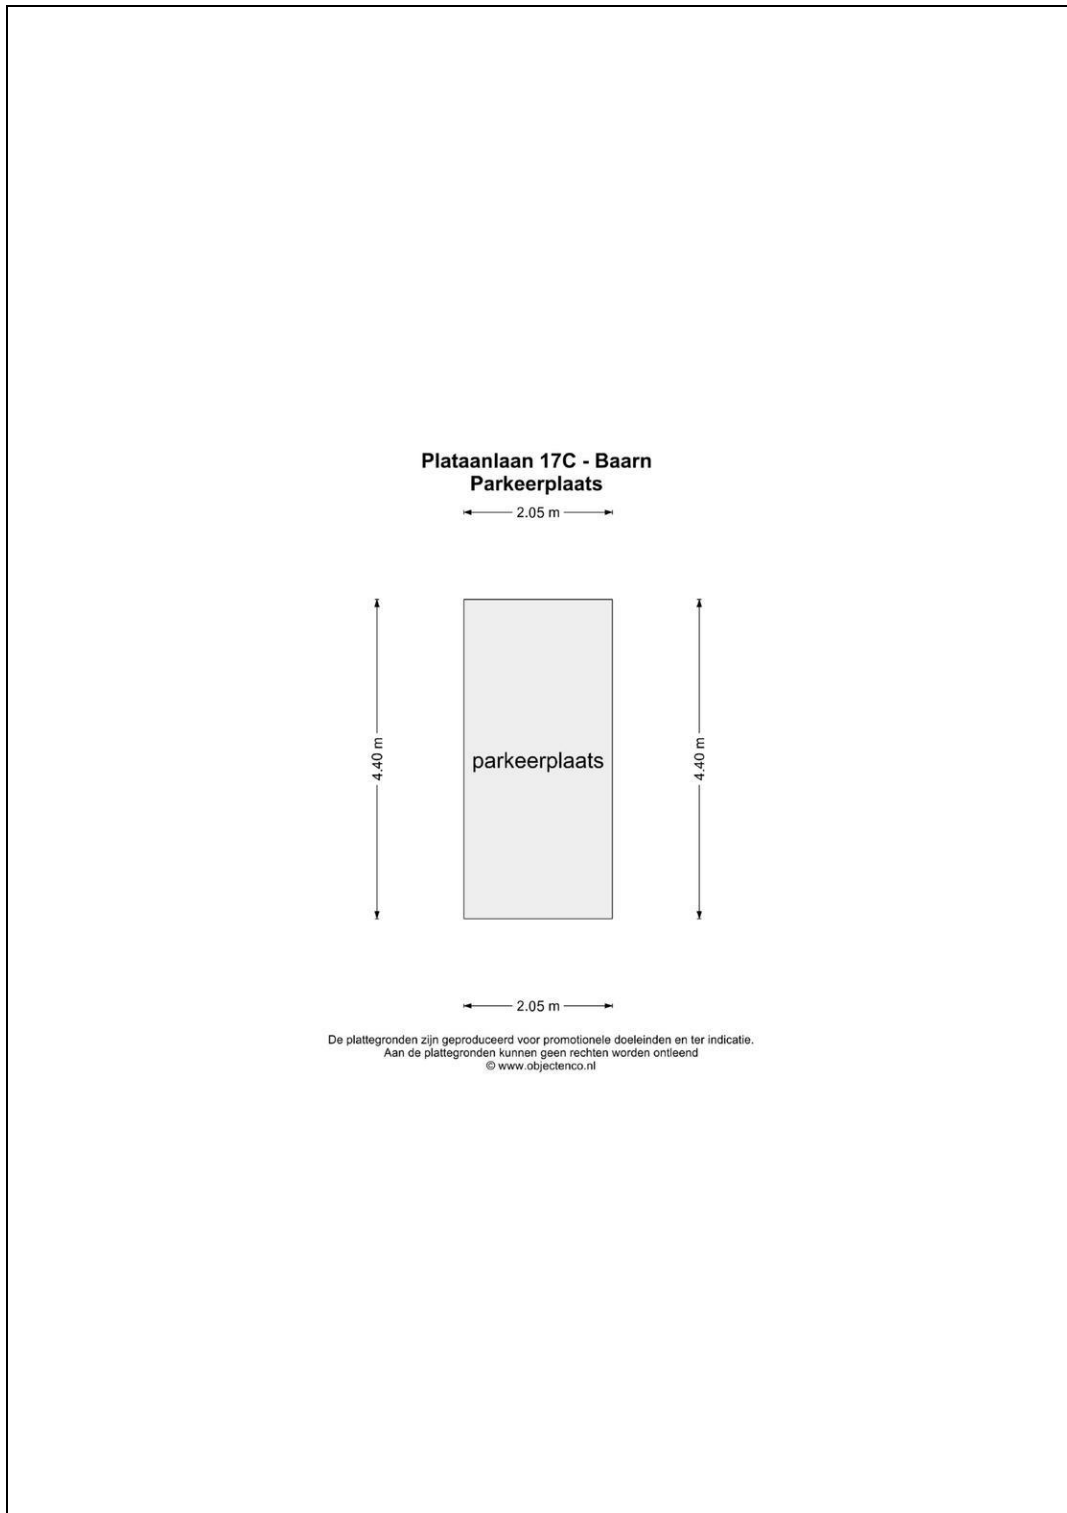 Plataanlaan 17C - Baarn
Parkeerplaats
2.05 m
4.40 m
parkeerplaats
4.40 m
2.05 m
De plattegronden zijn geproduceerd voor promotionele doeleinden en ter indicatie.
Aan de plattegronden kunnen geen rechten worden ontleend
© www.objectenco.nl